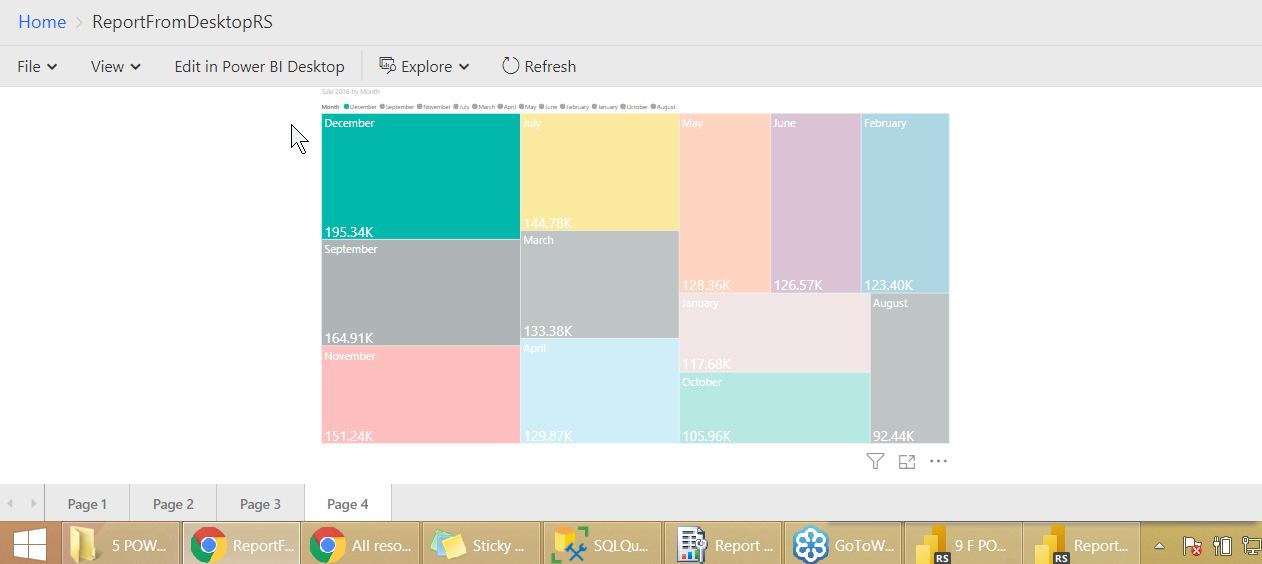 Home > ReportFromDesktopRS
File View Edit in Power BI Desktop Explore Refresh
Sale 2016 by Month
Month December September November July March April May June February January October August
December July May June February
144.78K
195.34K
March
September
128.36K 126.57K 123.40K
January August
133.38K
164.91K
April
November
117.68K
October
151.24K 129.87K 105.96K 92.44K
Page 1 Page 2 Page 3 Page 4
5 POW... ReportF... All reso... Sticky ... SQLQu... Report ... GoToW... RS 9 F PO... RS Report...